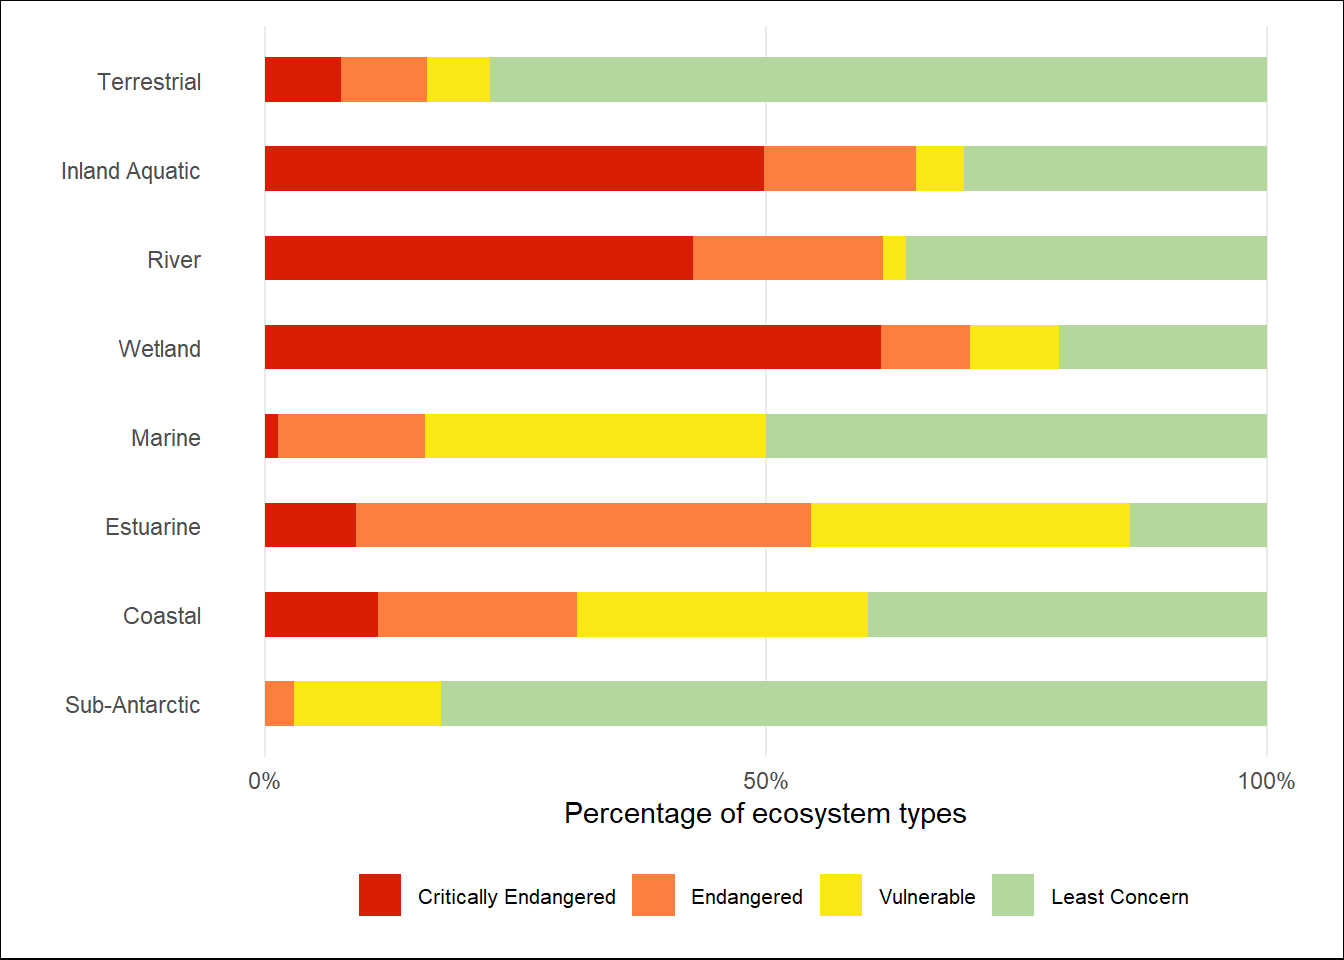 Terrestrial
Inland Aquatic
River
Wetland
Marine
Estuarine
Coastal
Sub-Antarctic
0% 50% 100%
Percentage of ecosystem types
Critically Endangered Endangered Vulnerable Least Concern